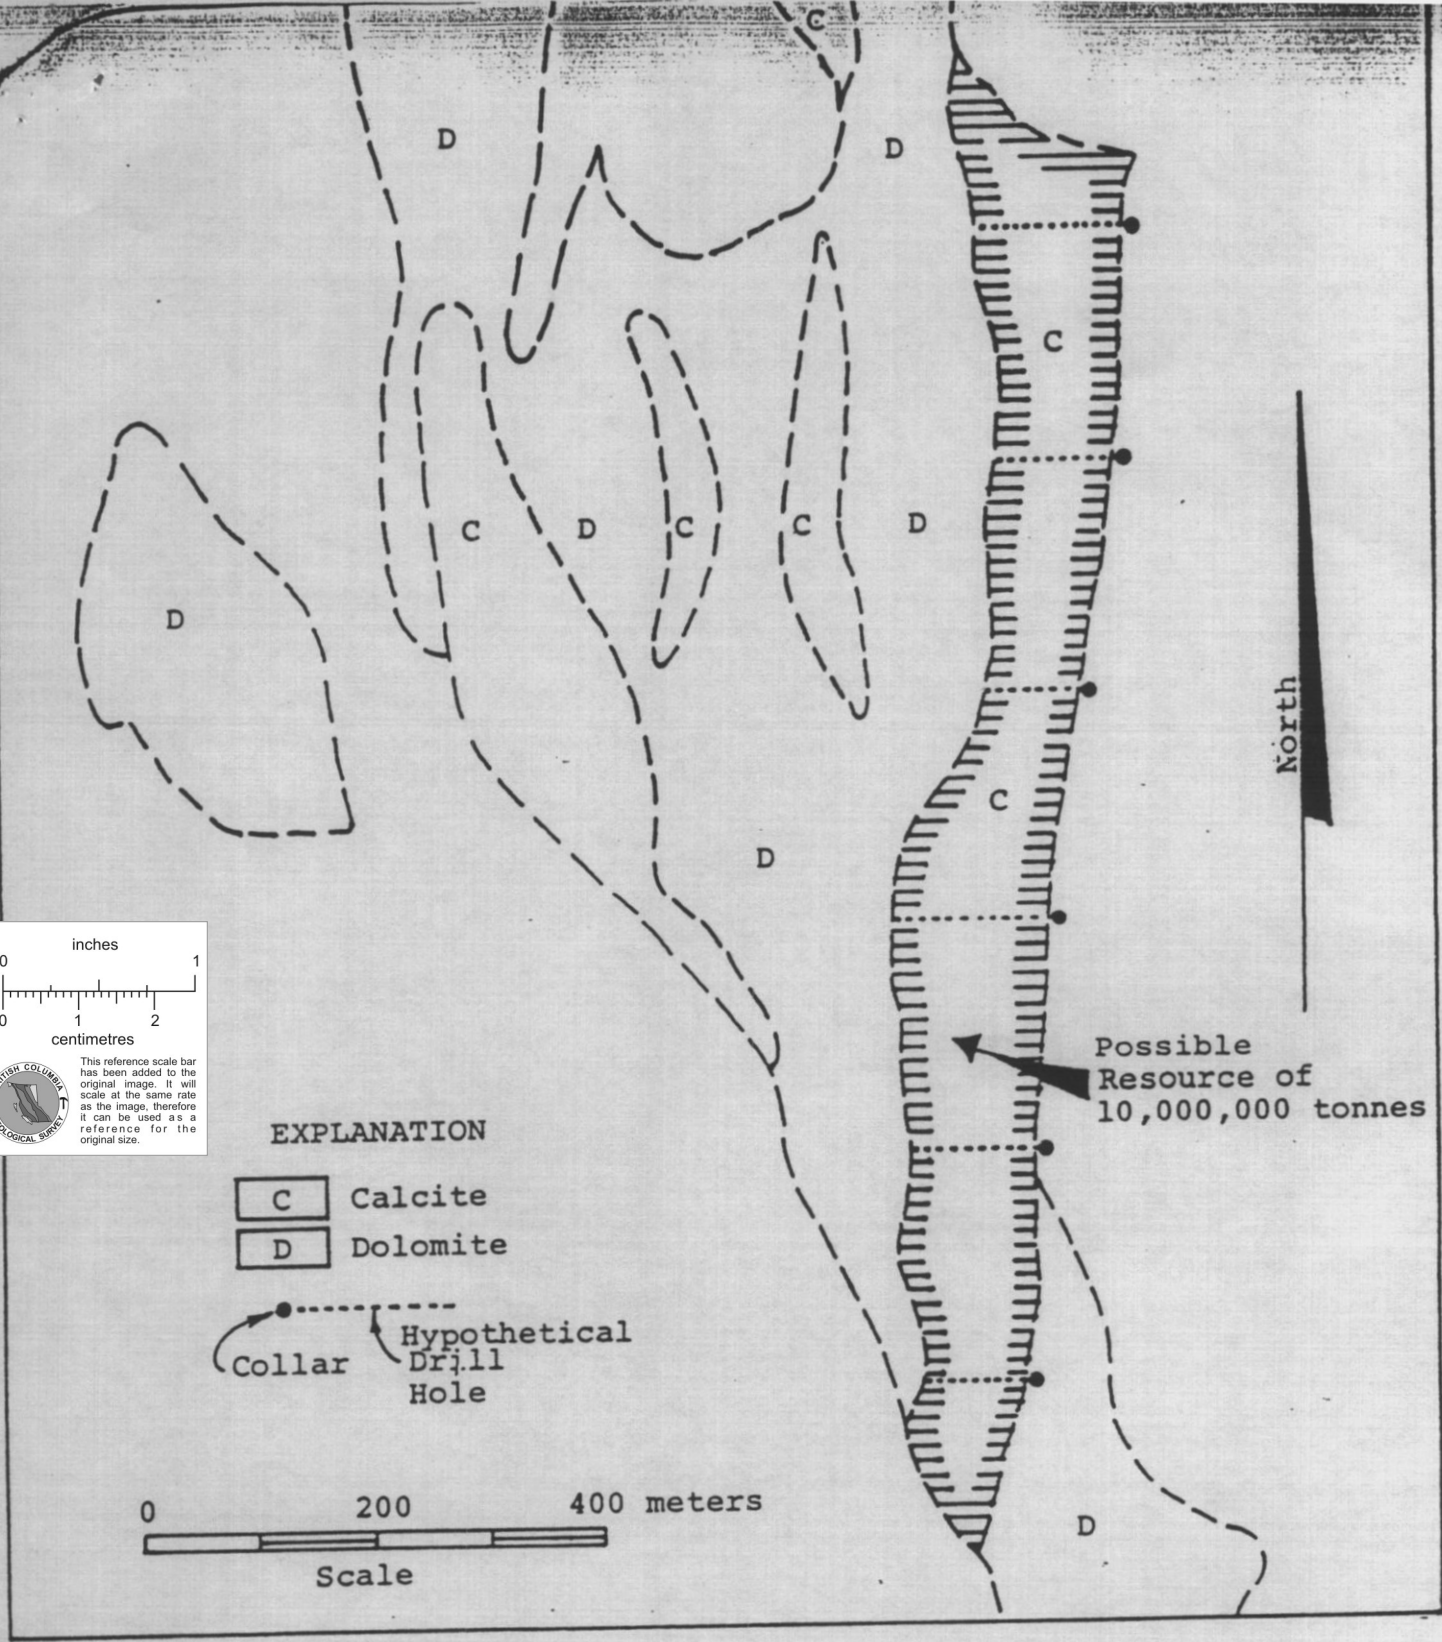 C
D
D
C
C
D
C
C
D
D
North
C
D
inches
0 1
0 1 2
centimetres
This reference scale bar
has been added to the
original image. It will
scale at the same rate
as the image, therefore
it can be used as a
reference for the
original size.
Possible
Resource of
10,000,000 tonnes
EXPLANATION
C Calcite
D Dolomite
Collar
Hypothetical
Drill
Hole
0 200 400 meters
Scale
D